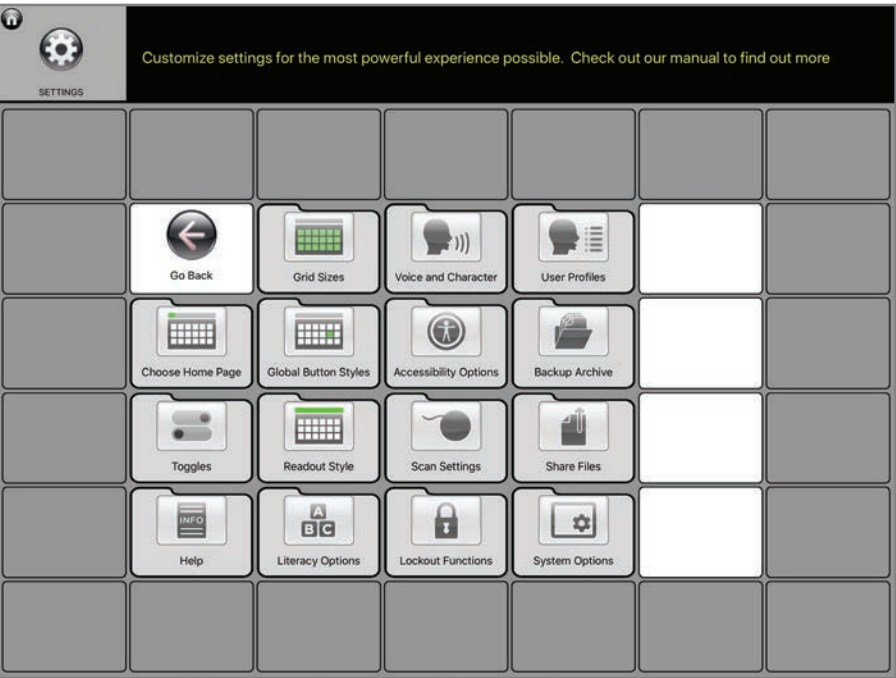 Customize settings for the most powerful experience possible. Check out our manual to find out more
SETTINGS
Go Back
Grid Sizes
Voice and Character
User Profiles
Choose Home Page
Global Button Styles
Accessibility Options
Backup Archive
Toggles
Readout Style
Scan Settings
Share Files
INFO
A
B C
Help
Literacy Options
Lockout Functions
System Options